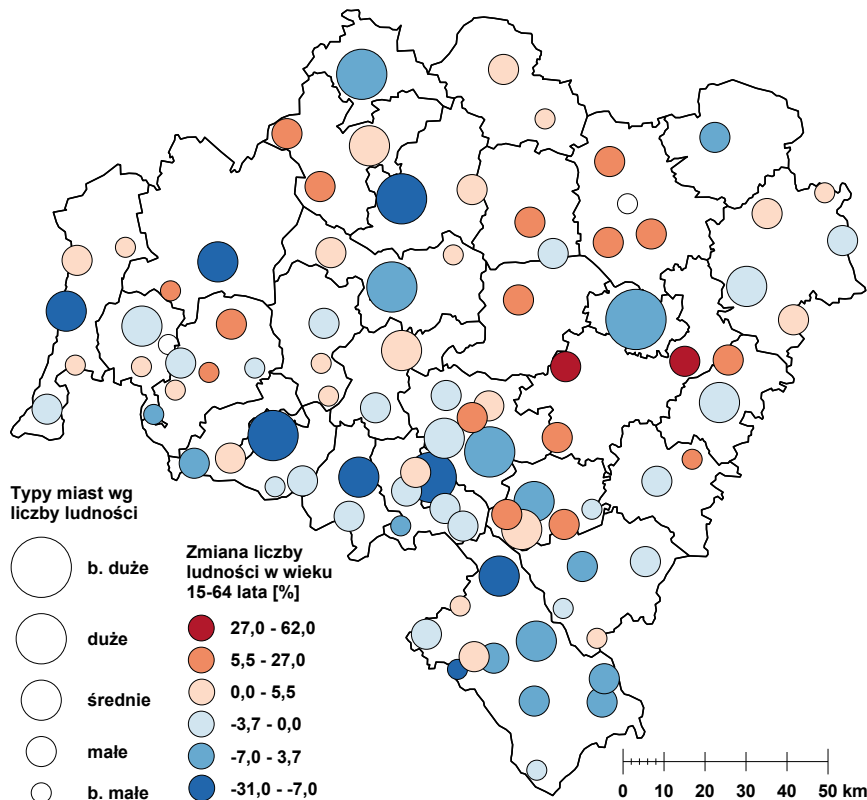 Typy miast wg
liczby ludności
b. duże
duże
średnie
małe
b. małe
Zmiana liczby
ludności w wieku
15-64 lata [%]
27,0 - 62,0
5,5 - 27,0
0,0 - 5,5
-3,7 - 0,0
-7,0 - 3,7
-31,0 - -7,0
0 10 20 30 40 50 km